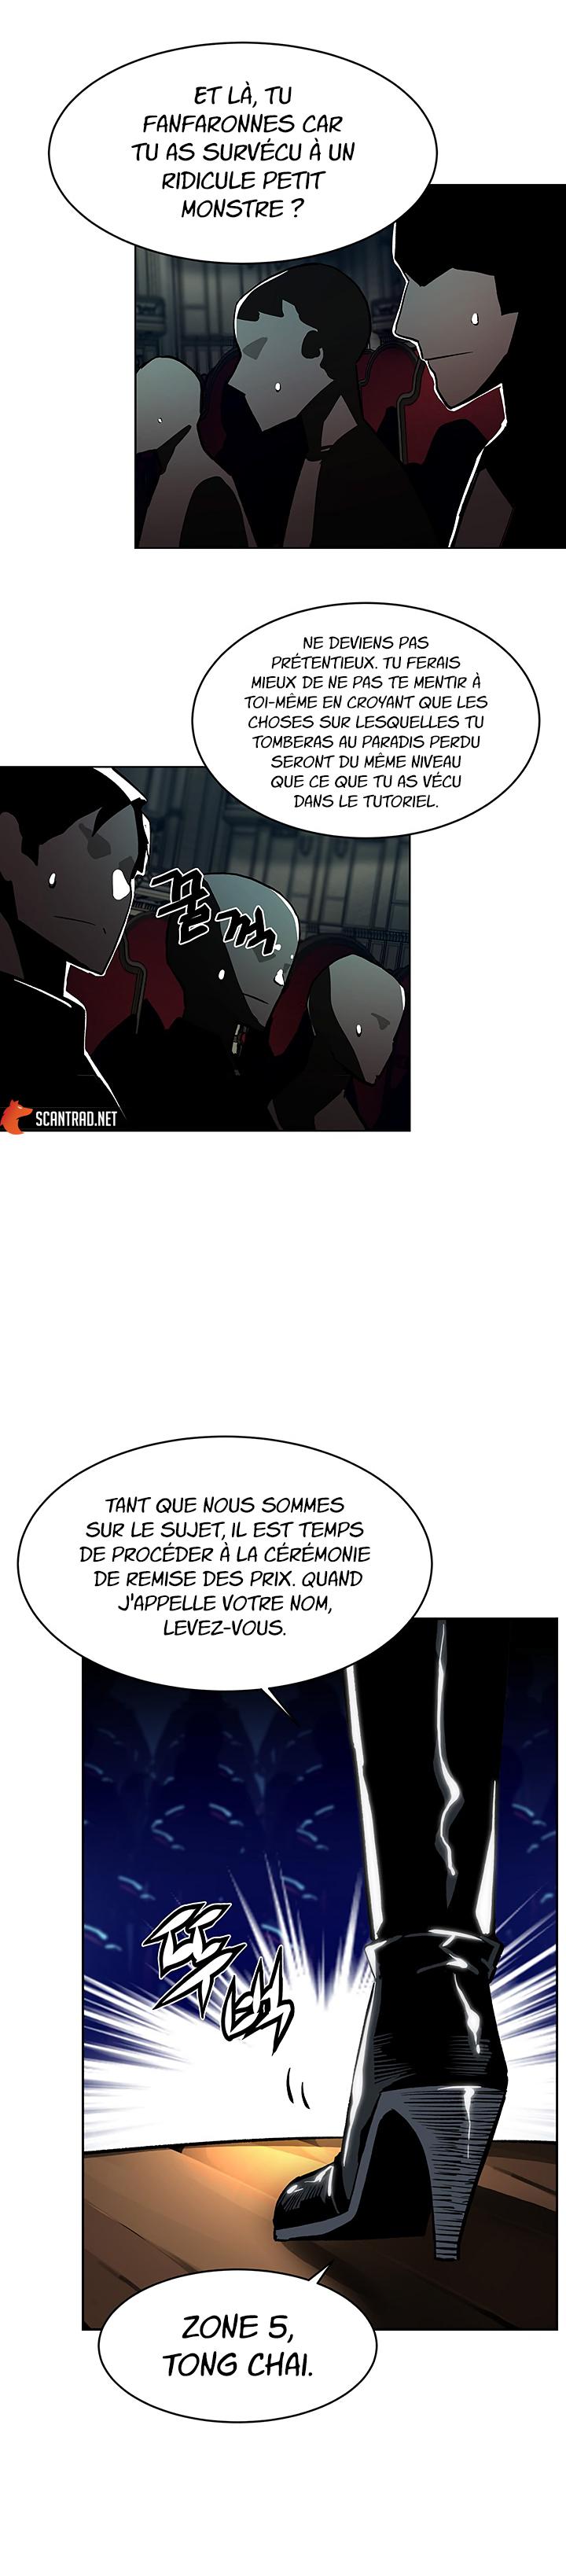 ET LÀ, TU
FANFARONNES CAR
TU AS SURVÉCU À UN
RIDICULE PETIT
MONSTRE ?
NE DEVIENS PAS
PRÉTENTIEUX. TU FERAIS
MIEUX DE NE PAS TE MENTIR À
TOI-MÊME EN CROYANT QUE LES
CHOSES SUR LESQUELLES TU
TOMBERAS AU PARADIS PERDU
SERONT DU MÊME NIVEAU
QUE CE QUE TU AS VÉCU
DANS LE TUTORIEL.
꿀꺽
SCANTRAD.NET
TANT QUE NOUS SOMMES
SUR LE SUJET, IL EST TEMPS
DE PROCÉDER À LA CÉRÉMONIE
DE REMISE DES PRIX. QUAND
J'APPELLE VOTRE NOM,
LEVEZ-VOUS.
뚜벅
ZONE 5,
TONG CHAI.